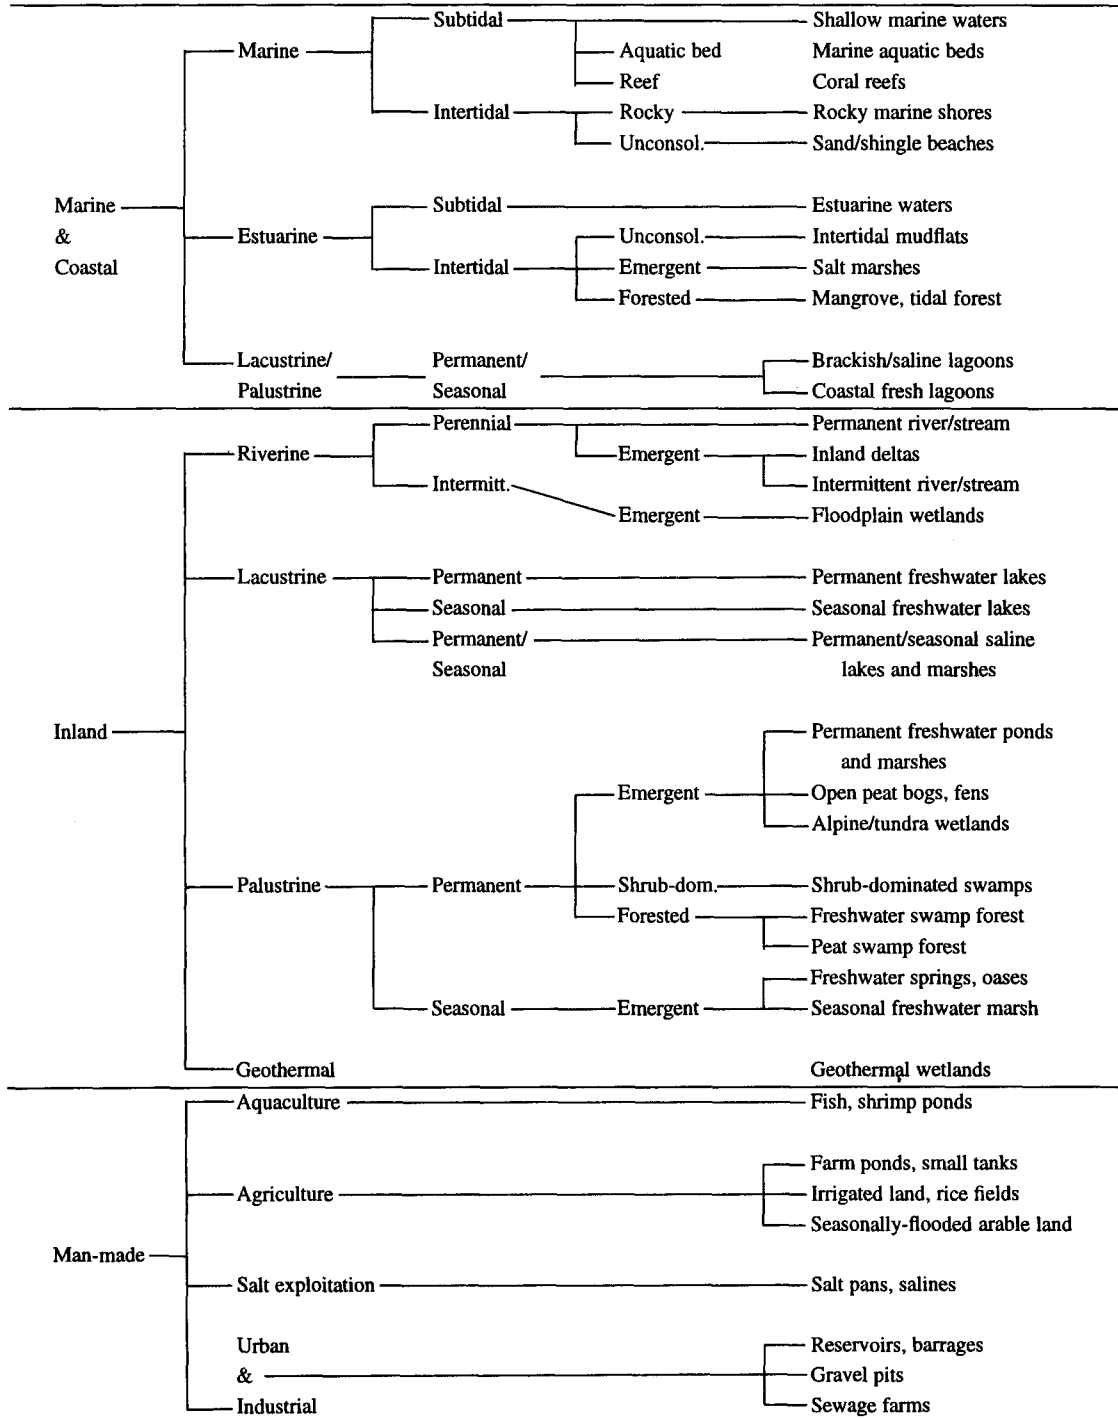 Subtidal Shallow marine waters
Marine Aquatic bed Marine aquatic beds
Reef Coral reefs
Intertidal Rocky Rocky marine shores
Unconsol. Sand/shingle beaches
Marine Subtidal Estuarine waters
& Estuarine Unconsol. Intertidal mudflats
Coastal Intertidal Emergent Salt marshes
Forested Mangrove, tidal forest
Lacustrine/ Permanent/ Brackish/saline lagoons
Palustrine Seasonal Coastal fresh lagoons
Perennial Permanent river/stream
Riverine Emergent Inland deltas
Intermitt. Intermittent river/stream
Emergent Floodplain wetlands
Lacustrine Permanent Permanent freshwater lakes
Seasonal Seasonal freshwater lakes
Permanent/ Permanent/seasonal saline
Seasonal lakes and marshes
Inland Permanent freshwater ponds
and marshes
Emergent Open peat bogs, fens
Alpine/tundra wetlands
Palustrine Permanent Shrub-dom. Shrub-dominated swamps
Forested Freshwater swamp forest
Peat swamp forest
Freshwater springs, oases
Seasonal Emergent Seasonal freshwater marsh
Geothermal Geothermal wetlands
Aquaculture Fish, shrimp ponds
Farm ponds, small tanks
Agriculture Irrigated land, rice fields
Seasonally-flooded arable land
Man-made
Salt exploitation Salt pans, salines
Urban Reservoirs, barrages
& Gravel pits
Industrial Sewage farms